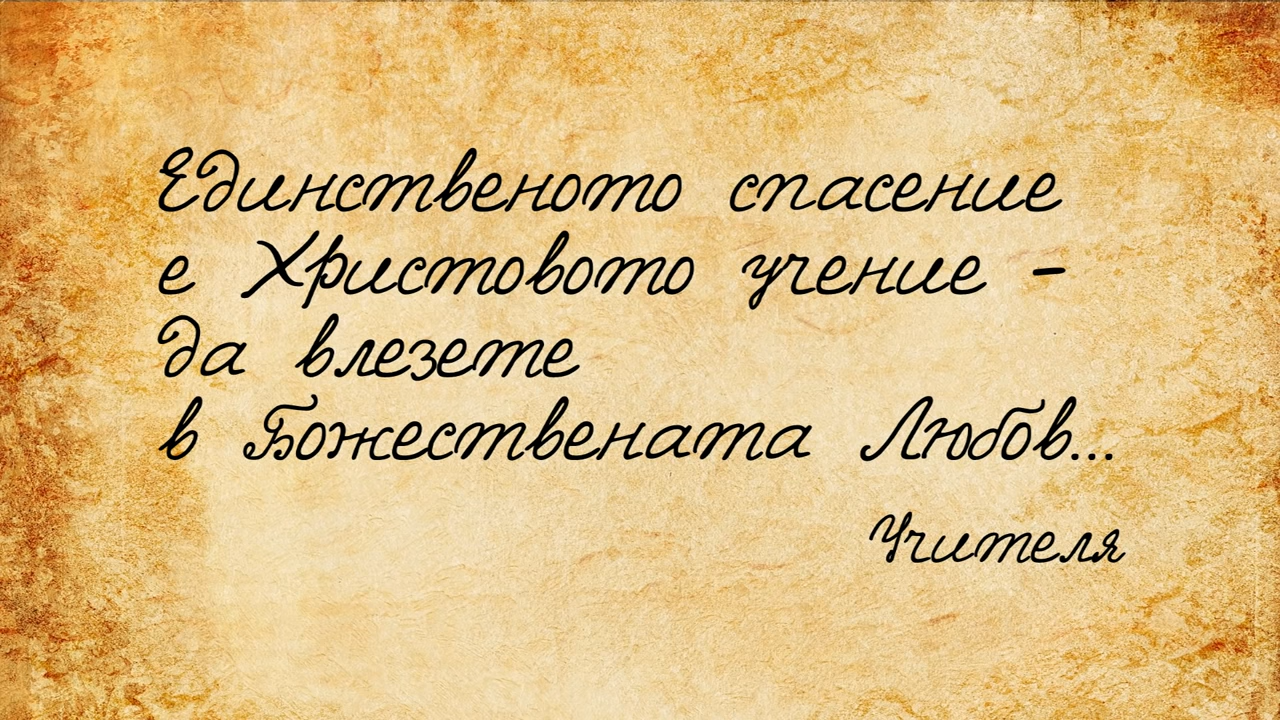 Единственото спасение
е Христовото учение -
да влезете
в Божествената Любов...
Учителя